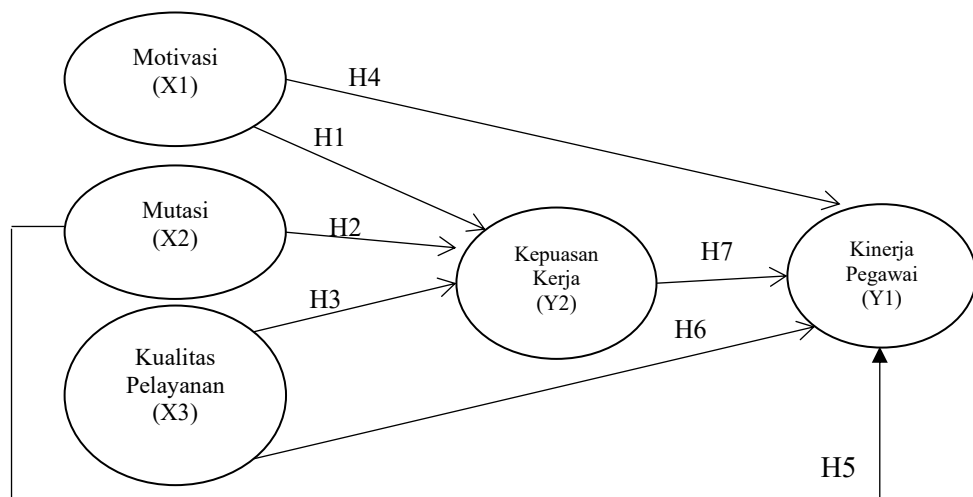 Motivasi
(X1)
H4
H1
Mutasi
(X2)
H2
Kepuasan
Kerja
(Y2)
H7
Kinerja
Pegawai
(Y1)
H3
H6
Kualitas
Pelayanan
(X3)
H5